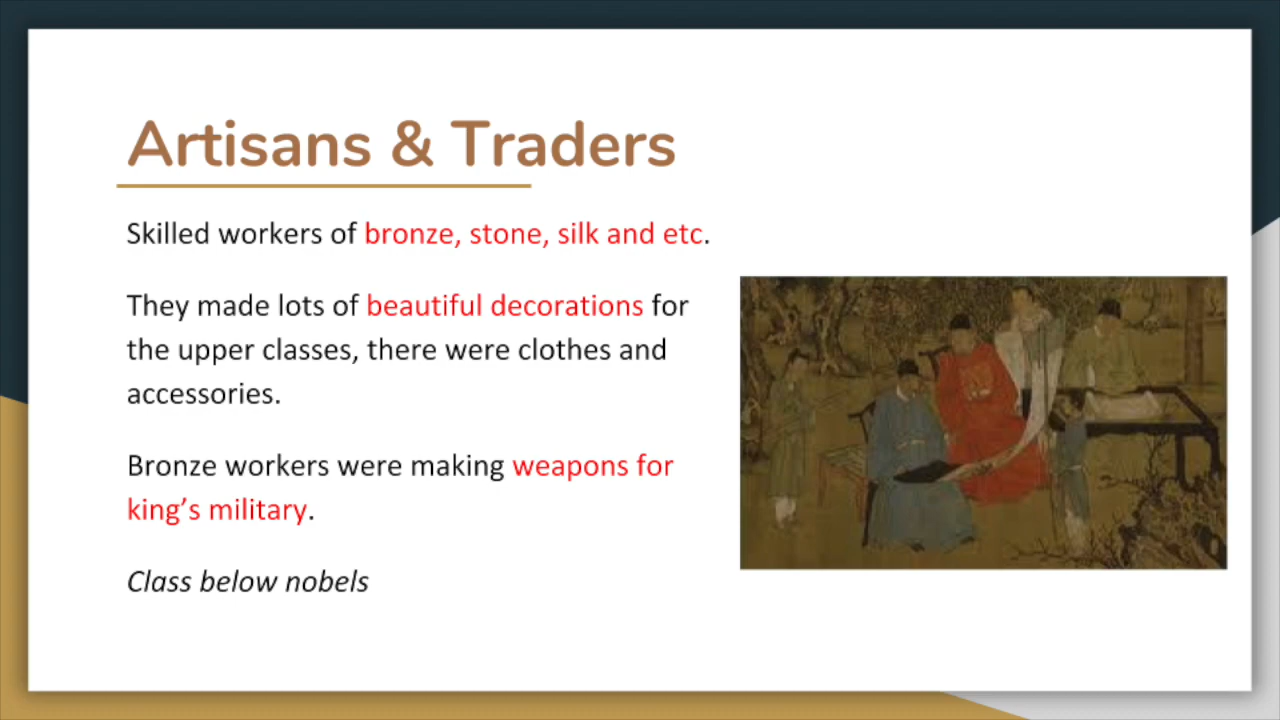 Artisans & Traders
Skilled workers of bronze, stone, silk and etc.
They made lots of beautiful decorations for
the upper classes, there were clothes and
accessories.
Bronze workers were making weapons for
king’s military.
Class below nobels